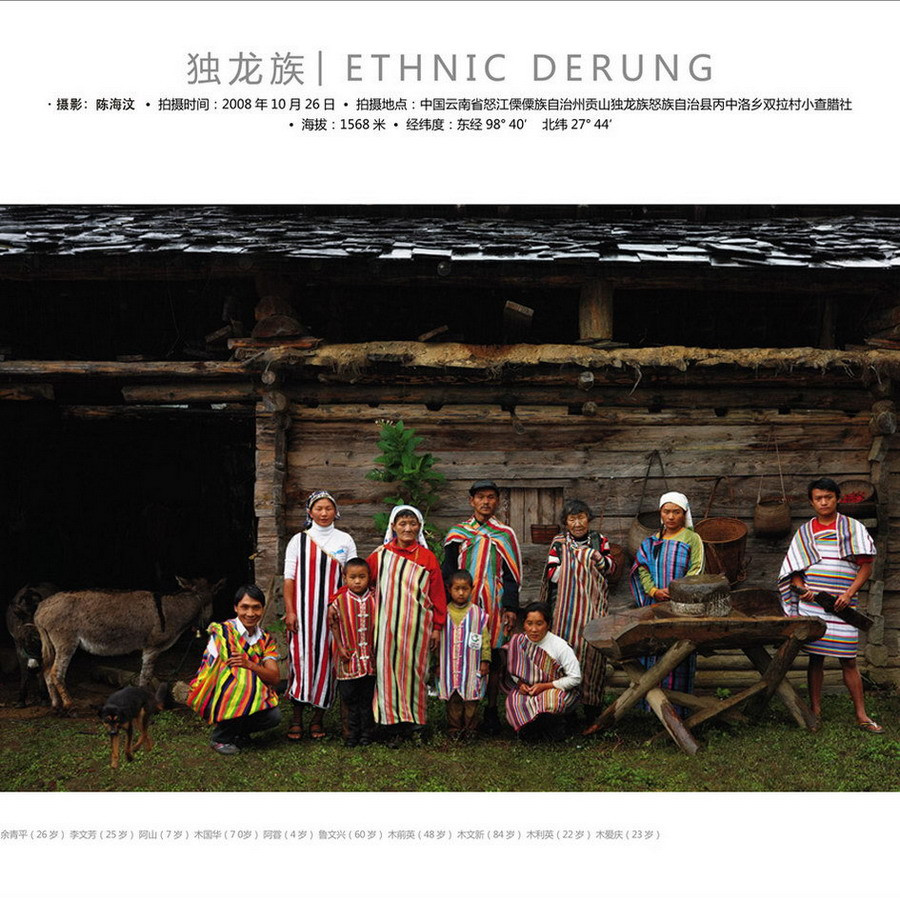 独龙族| ETHNIC DERUNG
· 摄影：陈海汶 • 拍摄时间：2008 年 10 月 26 日 • 拍摄地点：中国云南省怒江傈僳族自治州贡山独龙族怒族自治县丙中洛乡双拉村小查腊社
• 海拔：1568 米 • 经纬度：东经 98° 40′ 北纬 27° 44′
余青平（26 岁） 李文芳（25 岁） 阿山（7 岁） 木国华（7 0岁） 阿蓉（4 岁） 鲁文兴（60 岁） 木前英（48 岁） 木文新（84 岁） 木利英（22 岁） 木爱庆（23 岁）